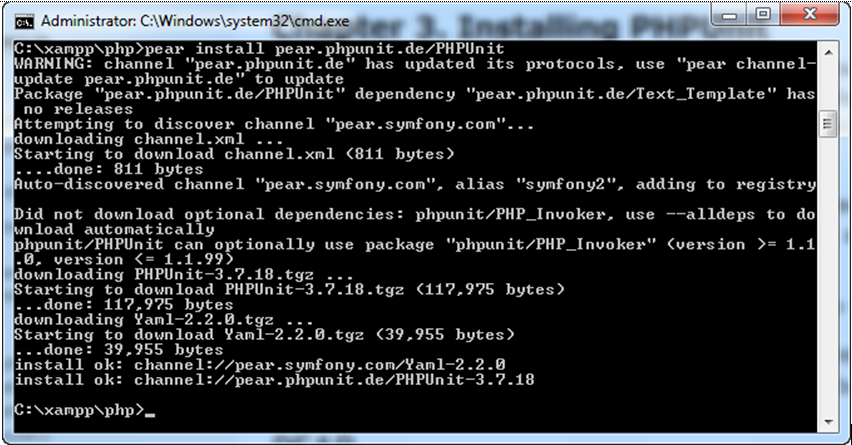 Administrator: C:\Windows\system32\cmd.exe
C:\xampp\php>pear install pear.phpunit.de/PHPUnit
WARNING: channel "pear.phpunit.de" has updated its protocols, use "pear channel-
update pear.phpunit.de" to update
Package "pear.phpunit.de/PHPUnit" dependency "pear.phpunit.de/Text_Template" has
 no releases
Attempting to discover channel "pear.symfony.com"...
downloading channel.xml ...
Starting to download channel.xml (811 bytes)
....done: 811 bytes
Auto-discovered channel "pear.symfony.com", alias "symfony2", adding to registry
Did not download optional dependencies: phpunit/PHP_Invoker, use --alldeps to do
wnload automatically
phpunit/PHPUnit can optionally use package "phpunit/PHP_Invoker" (version >= 1.1
.0, version <= 1.1.99)
downloading PHPUnit-3.7.18.tgz ...
Starting to download PHPUnit-3.7.18.tgz (117,975 bytes)
...done: 117,975 bytes
downloading Yaml-2.2.0.tgz ...
Starting to download Yaml-2.2.0.tgz (39,955 bytes)
...done: 39,955 bytes
install ok: channel://pear.symfony.com/Yaml-2.2.0
install ok: channel://pear.phpunit.de/PHPUnit-3.7.18
C:\xampp\php>_